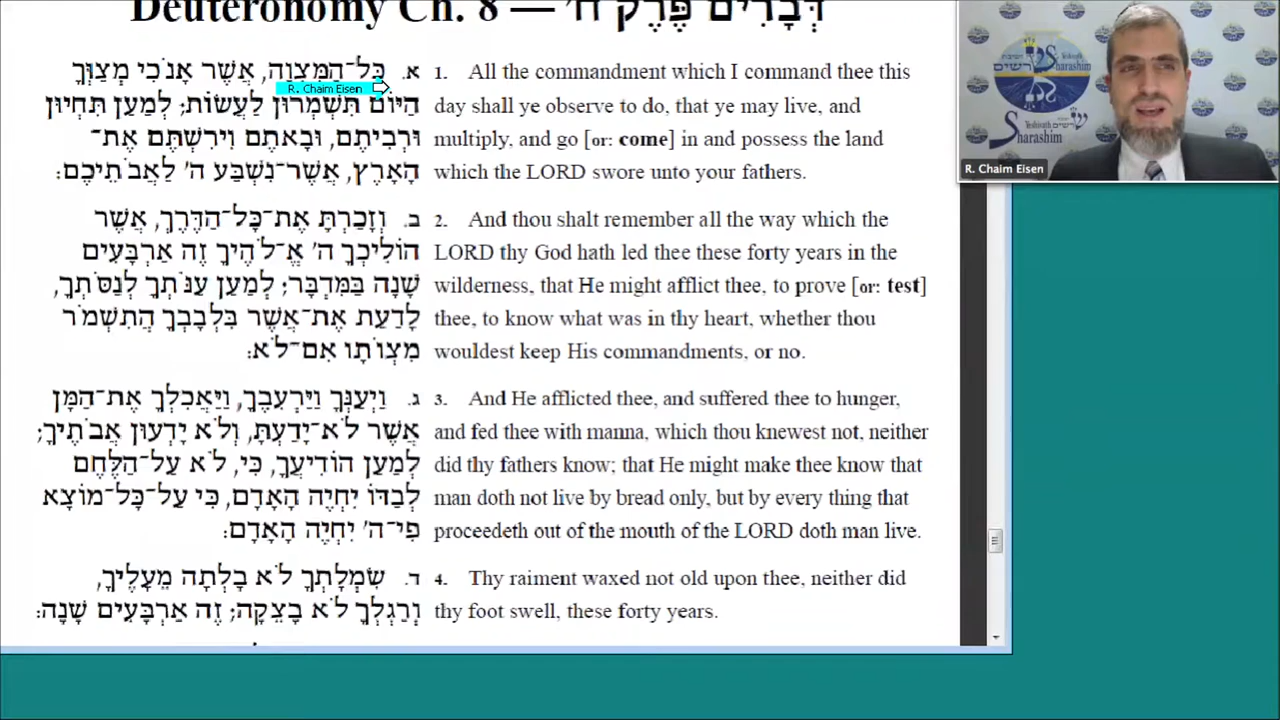 Deuteronomy Ch. 8 — דְּבָרִים פֶּרֶק ח'
א. כָּל־הַמִּצְוָה, אֲשֶׁר אָנֹכִי מְצַוְּךָ
הַיּוֹם תִּשְׁמְרוּן לַעֲשׂוֹת; לְמַעַן תִּחְיוּן
וּרְבִיתֶם, וּבָאתֶם וִירִשְׁתֶּם אֶת־
הָאָרֶץ, אֲשֶׁר־נִשְׁבַּע ה' לַאֲבֹתֵיכֶם:
1. All the commandment which I command thee this
day shall ye observe to do, that ye may live, and
multiply, and go [or: come] in and possess the land
which the LORD swore unto your fathers.
ב. וְזָכַרְתָּ אֶת־כָּל־הַדֶּרֶךְ, אֲשֶׁר
הוֹלִיכְךָ ה' אֱ־לֹהֶיךָ זֶה אַרְבָּעִים
שָׁנָה בַּמִּדְבָּר; לְמַעַן עַנֹּתְךָ לְנַסֹּתְךָ,
לָדַעַת אֶת־אֲשֶׁר בִּלְבָבְךָ הֲתִשְׁמֹר
מִצְוֹתָו אִם־לֹא:
2. And thou shalt remember all the way which the
LORD thy God hath led thee these forty years in the
wilderness, that He might afflict thee, to prove [or: test]
thee, to know what was in thy heart, whether thou
wouldest keep His commandments, or no.
ג. וַיְעַנְּךָ וַיַּרְעִבֶךָ, וַיַּאֲכִלְךָ אֶת־הַמָּן
אֲשֶׁר לֹא־יָדַעְתָּ, וְלֹא יָדְעוּן אֲבֹתֶיךָ;
לְמַעַן הוֹדִיעֲךָ, כִּי, לֹא עַל־הַלֶּחֶם
לְבַדּוֹ יִחְיֶה הָאָדָם, כִּי עַל־כָּל־מוֹצָא
פִי־ה' יִחְיֶה הָאָדָם:
3. And He afflicted thee, and suffered thee to hunger,
and fed thee with manna, which thou knewest not, neither
did thy fathers know; that He might make thee know that
man doth not live by bread only, but by every thing that
proceedeth out of the mouth of the LORD doth man live.
ד. שִׂמְלָתְךָ לֹא בָלְתָה מֵעָלֶיךָ,
וְרַגְלְךָ לֹא בָצֵקָה; זֶה אַרְבָּעִים שָׁנָה:
4. Thy raiment waxed not old upon thee, neither did
thy foot swell, these forty years.
R. Chaim Eisen
Yeshivath
Sharashim
R. Chaim Eisen